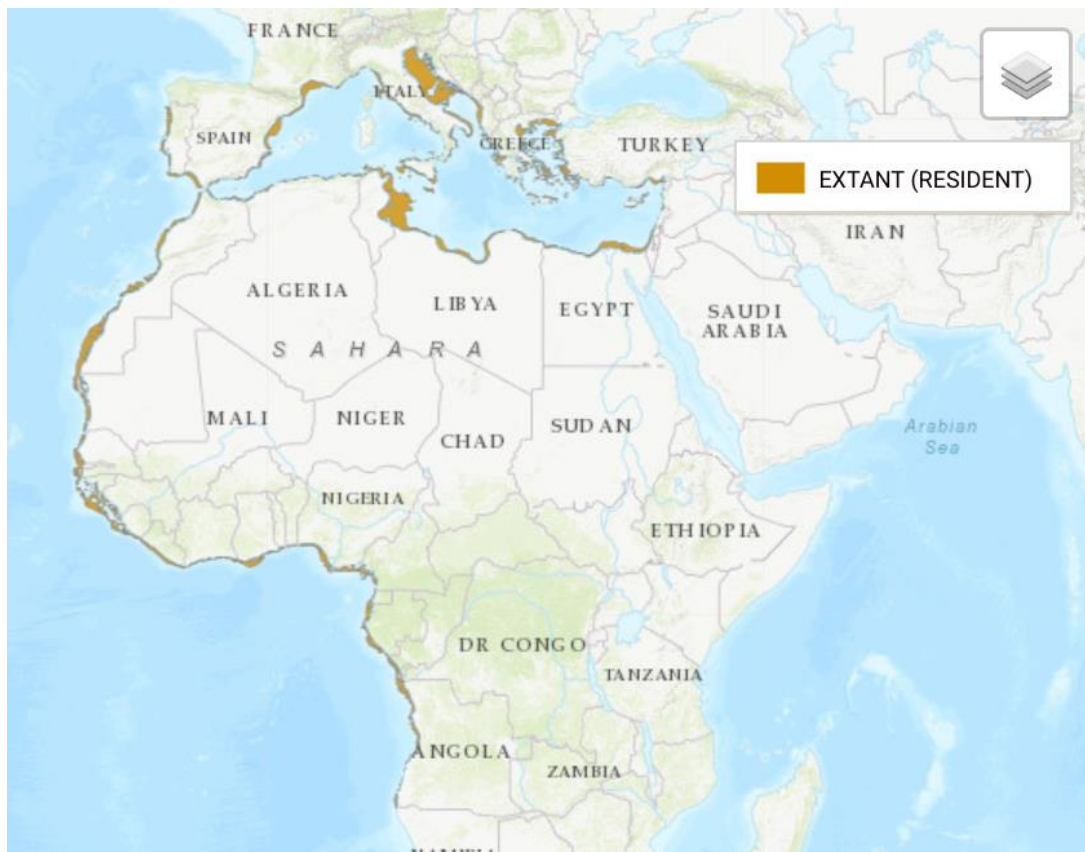 FRANCE
ITALY
SPAIN
GREECE
TURKEY
EXTANT (RESIDENT)
IRAN
ALGERIA
LIBYA
EGYPT
SAUDI
ARABIA
SAHARA
MALI
NIGER
CHAD
SUDAN
Arabian
Sea
NIGERIA
ETHIOPIA
DR CONGO
TANZANIA
ANGOLA
ZAMBIA